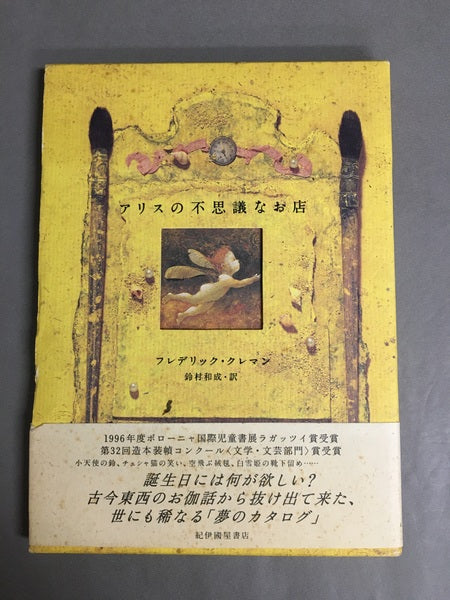 アリスの不思議なお店
フレデリック・クレマン
鈴村和成・訳
1996年度ボローニャ国際児童書展ラガッツィ賞受賞
第32回造本装幀コンクール〈文学・文芸部門〉賞受賞
小天使の鈴、チェシャ猫の笑い、空飛ぶ絨毯、白雪姫の靴下留め……
誕生日には何が欲しい?
古今東西のお伽話から抜け出て来た、
世にも稀なる「夢のカタログ」
紀伊國屋書店